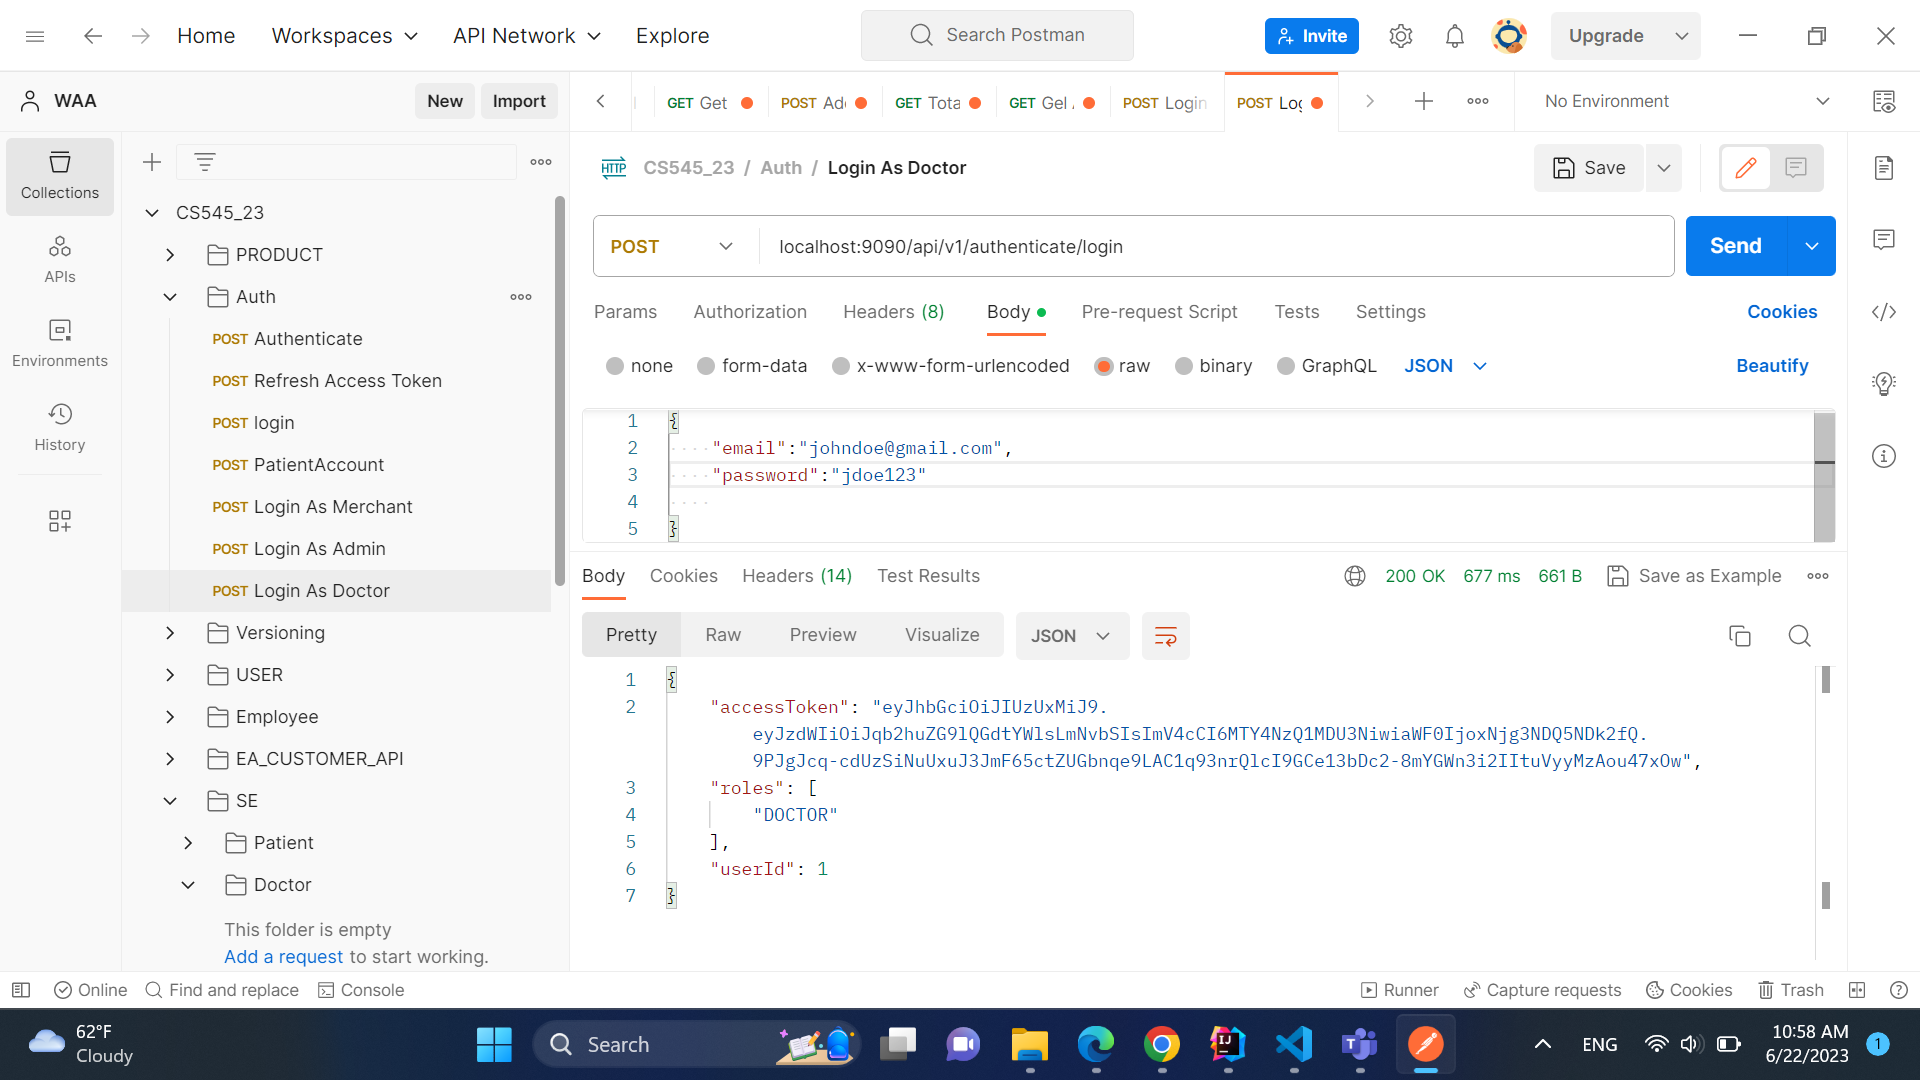 Home
Workspaces
API Network
Explore
Search Postman
Invite
Upgrade
WAA
New
Import
GET Get
POST Add
GET Tota
GET Gel
POST Login
POST Log
No Environment
Collections
APIs
Environments
History
CS545_23
PRODUCT
Auth
POST Authenticate
POST Refresh Access Token
POST login
POST PatientAccount
POST Login As Merchant
POST Login As Admin
POST Login As Doctor
Versioning
USER
Employee
EA_CUSTOMER_API
SE
Patient
Doctor
This folder is empty
Add a request to start working.
HTTP CS545_23 / Auth / Login As Doctor
Save
POST
localhost:9090/api/v1/authenticate/login
Send
Params
Authorization
Headers (8)
Body
Pre-request Script
Tests
Settings
Cookies
none
form-data
x-www-form-urlencoded
raw
binary
GraphQL
JSON
Beautify
1 {
2 "email":"johndoe@gmail.com",
3 "password":"jdoe123"
4
5 }
Body
Cookies
Headers (14)
Test Results
200 OK 677 ms 661 B
Save as Example
Pretty
Raw
Preview
Visualize
JSON
1 {
2 "accessToken": "eyJhbGciOiJIUzUxMiJ9.
eyJzdWIiOiJqb2huZG9lQGdtYWlsLmNvbSIsImV4cCI6MTY4NzQ1MDU3NiwiaWF0IjoxNjg3NDQ5NDk2fQ.
9PJgJcq-cdUzSiNuUxuJ3JmF65ctZUGbnqe9LAC1q93nrQlcI9GCe13bDc2-8mYGWn3i2IItuVyyMzAou47xOw",
3 "roles": [
4 "DOCTOR"
5 ],
6 "userId": 1
7 }
Online
Find and replace
Console
Runner
Capture requests
Cookies
Trash
62°F
Cloudy
Search
IJ
ENG
10:58 AM
6/22/2023
1